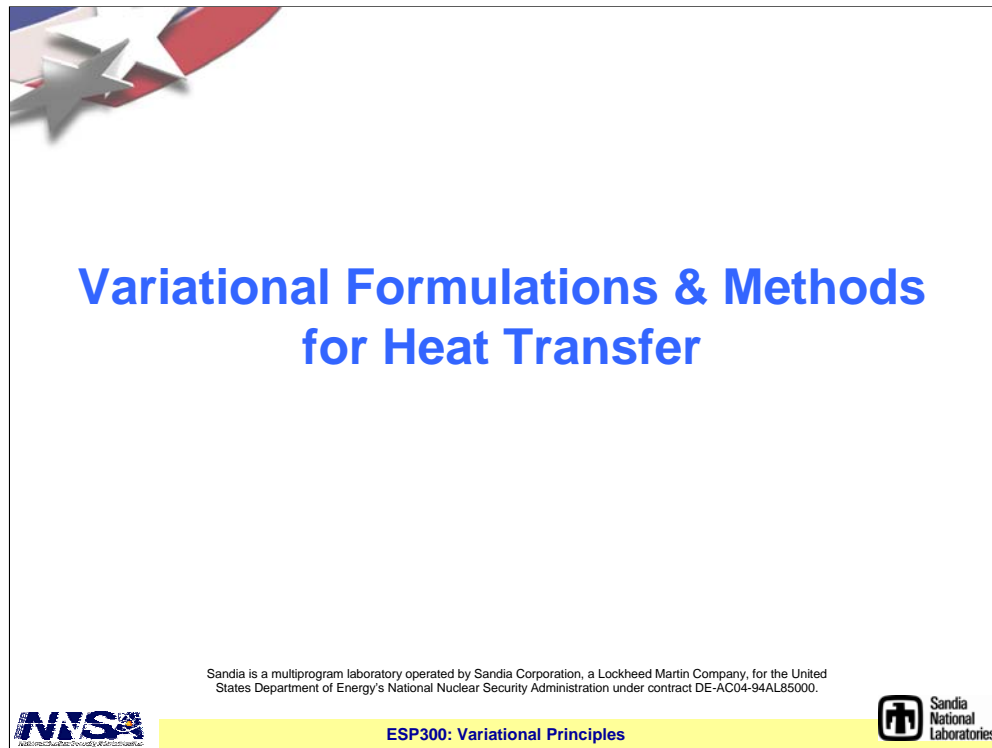 Variational Formulations & Methods
for Heat Transfer
Sandia is a multiprogram laboratory operated by Sandia Corporation, a Lockheed Martin Company, for the United
States Department of Energy's National Nuclear Security Administration under contract DE-AC04-94AL85000.
NNSA
ESP300: Variational Principles
Sandia
National
Laboratories